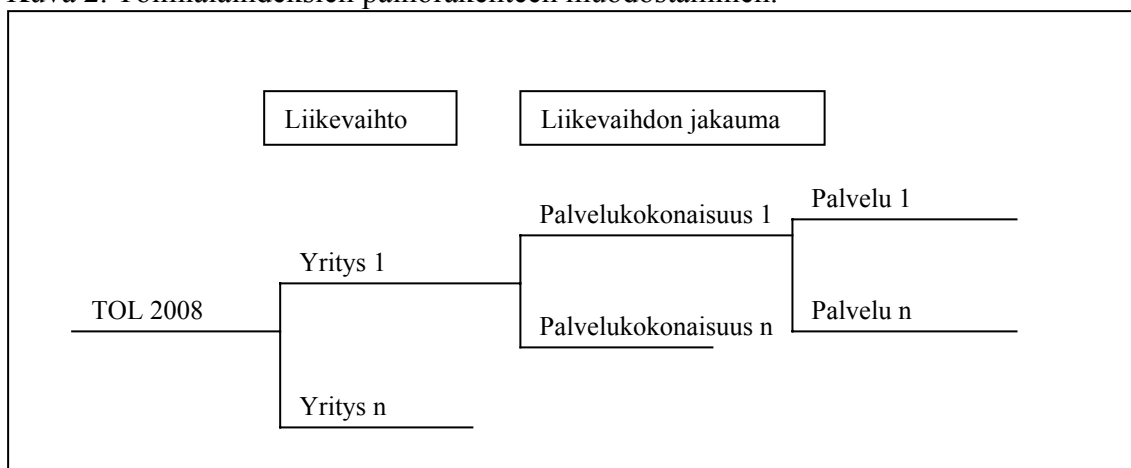 Liikevaihto
Liikevaihdon jakauma
Palvelu 1
Palvelukokonaisuus 1
Yritys 1
TOL 2008
Palvelu n
Palvelukokonaisuus n
Yritys n